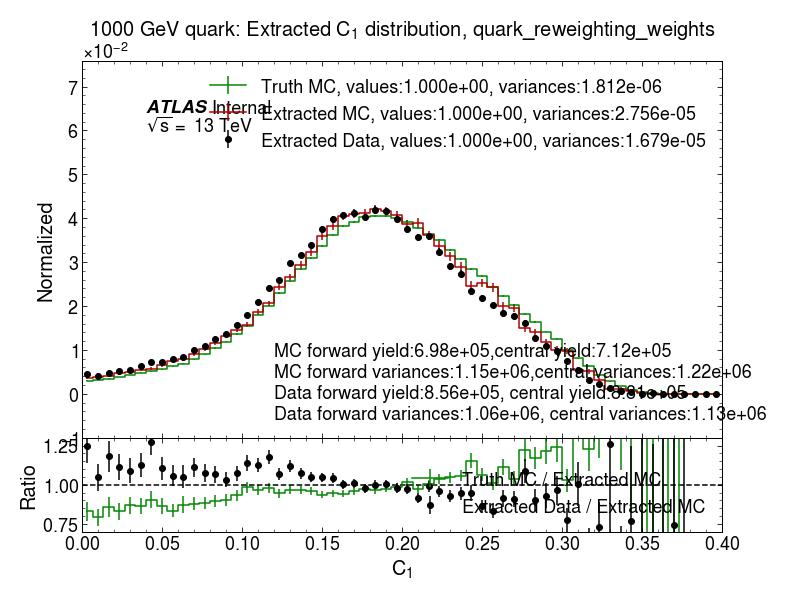 1000 GeV quark: Extracted C₁ distribution, quark_reweighting_weights
×10⁻²
Truth MC, values:1.000e+00, variances:1.812e-06
ATLAS Internal
Extracted MC, values:1.000e+00, variances:2.756e-05
√s = 13 TeV
Extracted Data, values:1.000e+00, variances:1.679e-05
7
6
5
4
3
2
1
0
-1
Normalized
MC forward yield:6.98e+05,central yield:7.12e+05
MC forward variances:1.15e+06,central variances:1.22e+06
Data forward yield:8.56e+05, central yield:8.81e+05
Data forward variances:1.06e+06, central variances:1.13e+06
1.25
1.00
0.75
Ratio
Truth MC / Extracted MC
Extracted Data / Extracted MC
0.00 0.05 0.10 0.15 0.20 0.25 0.30 0.35 0.40
C₁